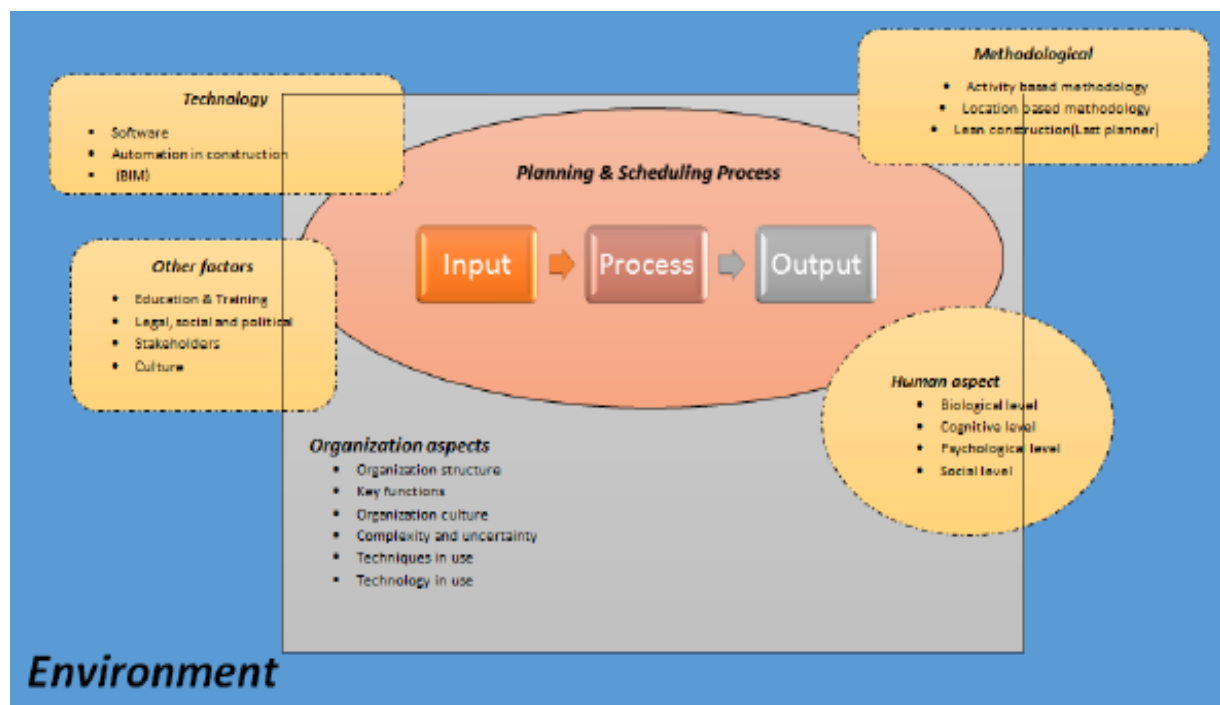 Methodological
• Activity based methodology
• Location based methodology
• Lean construction(Last planner)
Technology
• Software
• Automation in construction
• (BIM)
Planning & Scheduling Process
Input
Process
Output
Other factors
• Education & Training
• Legal, social and political
• Stakeholders
• Culture
Human aspect
• Biological level
• Cognitive level
• Psychological level
• Social level
Organization aspects
• Organization structure
• Key functions
• Organization culture
• Complexity and uncertainty
• Techniques in use
• Technology in use
Environment